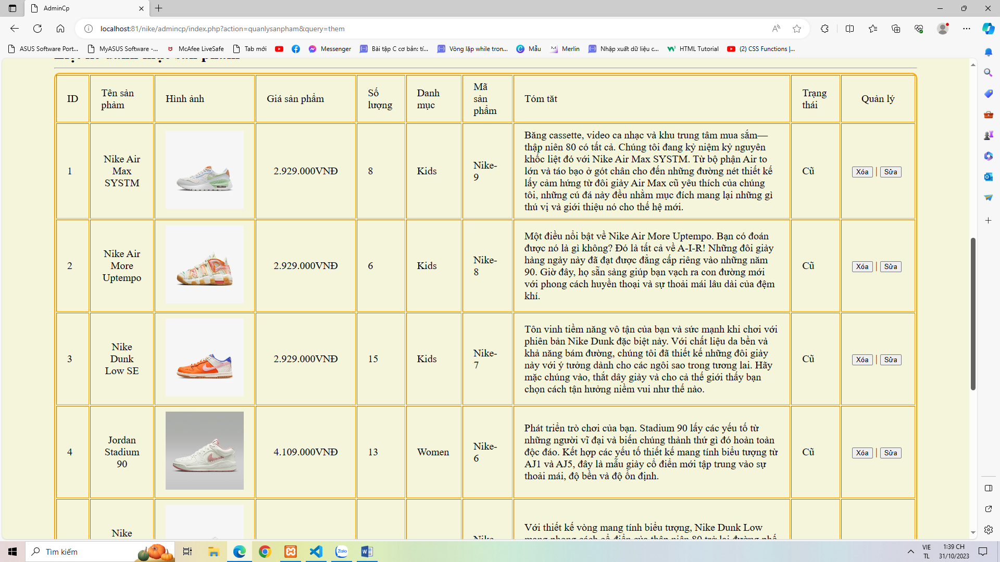 AdminCp
localhost:81/nike/admincp/index.php?action=quanlysanpham&query=them
ASUS Software Port...
MyASUS Software -...
McAfee LiveSafe
Tab mới
Messenger
Bài tập C cơ bản: tí...
Vòng lặp while tron...
Mẫu
Merlin
Nhập xuất dữ liệu c...
HTML Tutorial
(2) CSS Functions |...
ID
Tên sản
phảm
Hình ảnh
Giá sản phẩm
Số
lượng
Danh
mục
Mã
sản
phẩm
Tóm tăt
Trạng
thái
Quản lý
1
Nike Air
Max
SYSTM
2.929.000VNĐ
8
Kids
Nike-
9
Băng cassette, video ca nhạc và khu trung tâm mua sắm—
thập niên 80 có tất cả. Chúng tôi đang kỷ niệm kỷ nguyên
khốc liệt đó với Nike Air Max SYSTM. Từ bộ phận Air to
lớn và táo bạo ở gót chân cho đến những đường nét thiết kế
lấy cảm hứng từ đôi giày Air Max cũ yêu thích của chúng
tôi, những cú đá này đều nhằm mục đích mang lại những gì
thú vị và giới thiệu nó cho thế hệ mới.
Cũ
Xóa | Sửa
2
Nike Air
More
Uptempo
2.929.000VNĐ
6
Kids
Nike-
8
Một điều nổi bật về Nike Air More Uptempo. Bạn có đoán
được nó là gì không? Đó là tất cả về A-I-R! Những đôi giày
hàng ngày này đã đạt được đẳng cấp riêng vào những năm
90. Giờ đây, họ sẵn sàng giúp bạn vạch ra con đường mới
với phong cách huyền thoại và sự thoải mái lâu dài của đệm
khí.
Cũ
Xóa | Sửa
3
Nike
Dunk
Low SE
2.929.000VNĐ
15
Kids
Nike-
7
Tôn vinh tiềm năng vô tận của bạn và sức mạnh khi chơi với
phiên bản Nike Dunk đặc biệt này. Với chất liệu da bền và
khả năng bám đường, chúng tôi đã thiết kế những đôi giày
này với ý tưởng dành cho các ngôi sao trong tương lai. Hãy
mặc chúng vào, thắt dây giày và cho cả thế giới thấy bạn
chọn cách tận hưởng niềm vui như thế nào.
Cũ
Xóa | Sửa
4
Jordan
Stadium
90
4.109.000VNĐ
13
Women
Nike-
6
Phát triển trò chơi của bạn. Stadium 90 lấy các yếu tố từ
những người vĩ đại và biến chúng thành thứ gì đó hoàn toàn
độc đáo. Kết hợp các yếu tố thiết kế mang tính biểu tượng từ
AJ1 và AJ5, đây là mẫu giày cổ điển mới tập trung vào sự
thoải mái, độ bền và độ ổn định.
Cũ
Xóa | Sửa
Nike
Với thiết kế vòng mang tính biểu tượng, Nike Dunk Low
Tìm kiếm
Zalo
VIE
TL
1:39 CH
31/10/2023